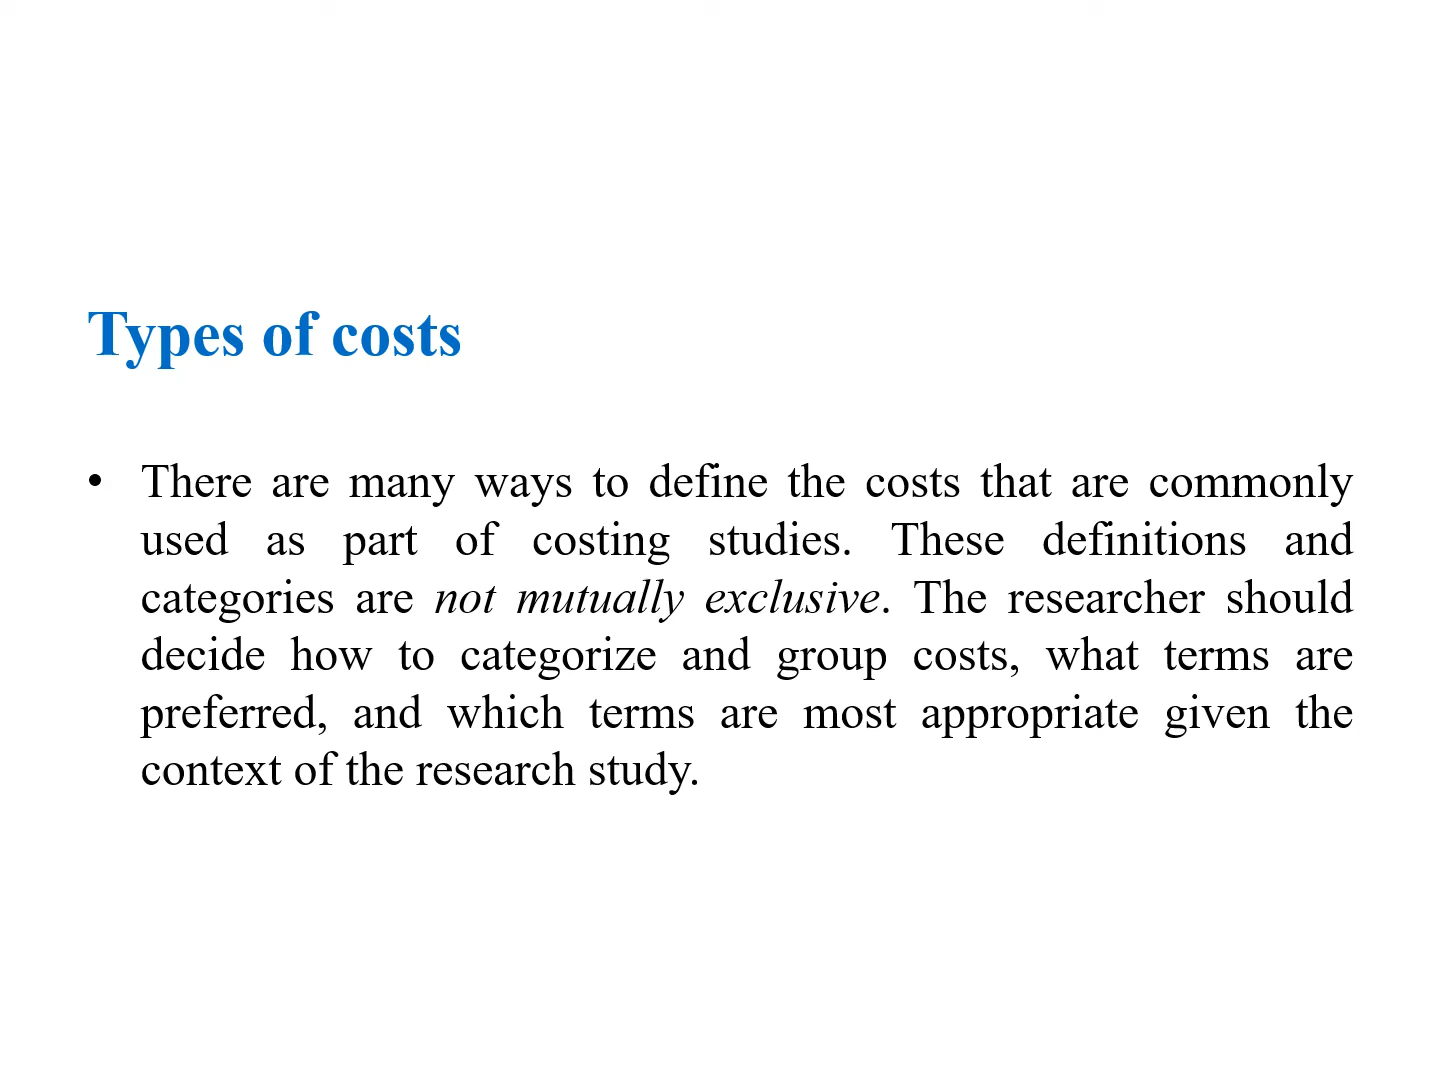 Types of costs
• There are many ways to define the costs that are commonly
used as part of costing studies. These definitions and
categories are not mutually exclusive. The researcher should
decide how to categorize and group costs, what terms are
preferred, and which terms are most appropriate given the
context of the research study.